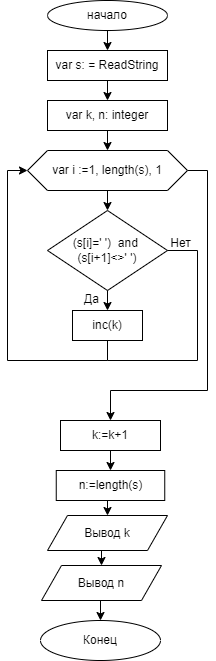 начало
var s: = ReadString
var k, n: integer
var i :=1, length(s), 1
(s[i]=' ') and
(s[i+1]<>' ')
Нет
Да
inc(k)
k:=k+1
n:=length(s)
Вывод k
Вывод n
Конец